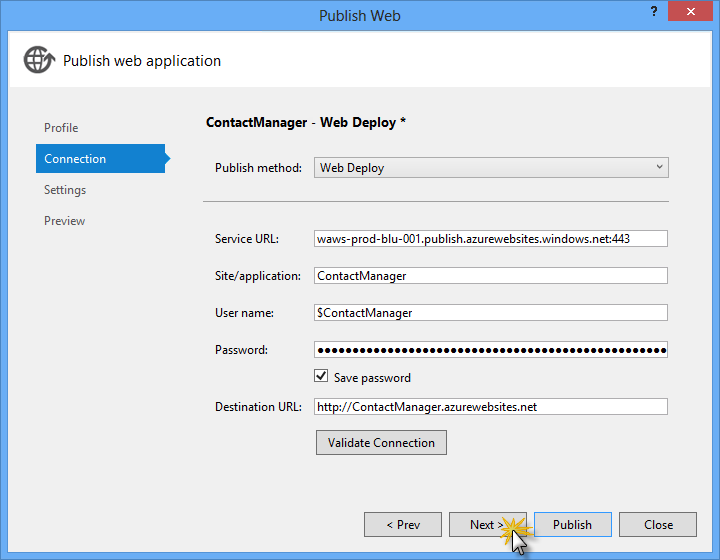 Publish Web
?
Publish web application
Profile
Connection
Settings
Preview
ContactManager - Web Deploy *
Publish method: Web Deploy
Service URL: waws-prod-blu-001.publish.azurewebsites.windows.net:443
Site/application: ContactManager
User name: $ContactManager
Password: ●●●●●●●●●●●●●●●●●●●●●●●●●●●●●●●●●●●●●●●●●●●●●●●●●●
Save password
Destination URL: http://ContactManager.azurewebsites.net
Validate Connection
< Prev Next > Publish Close